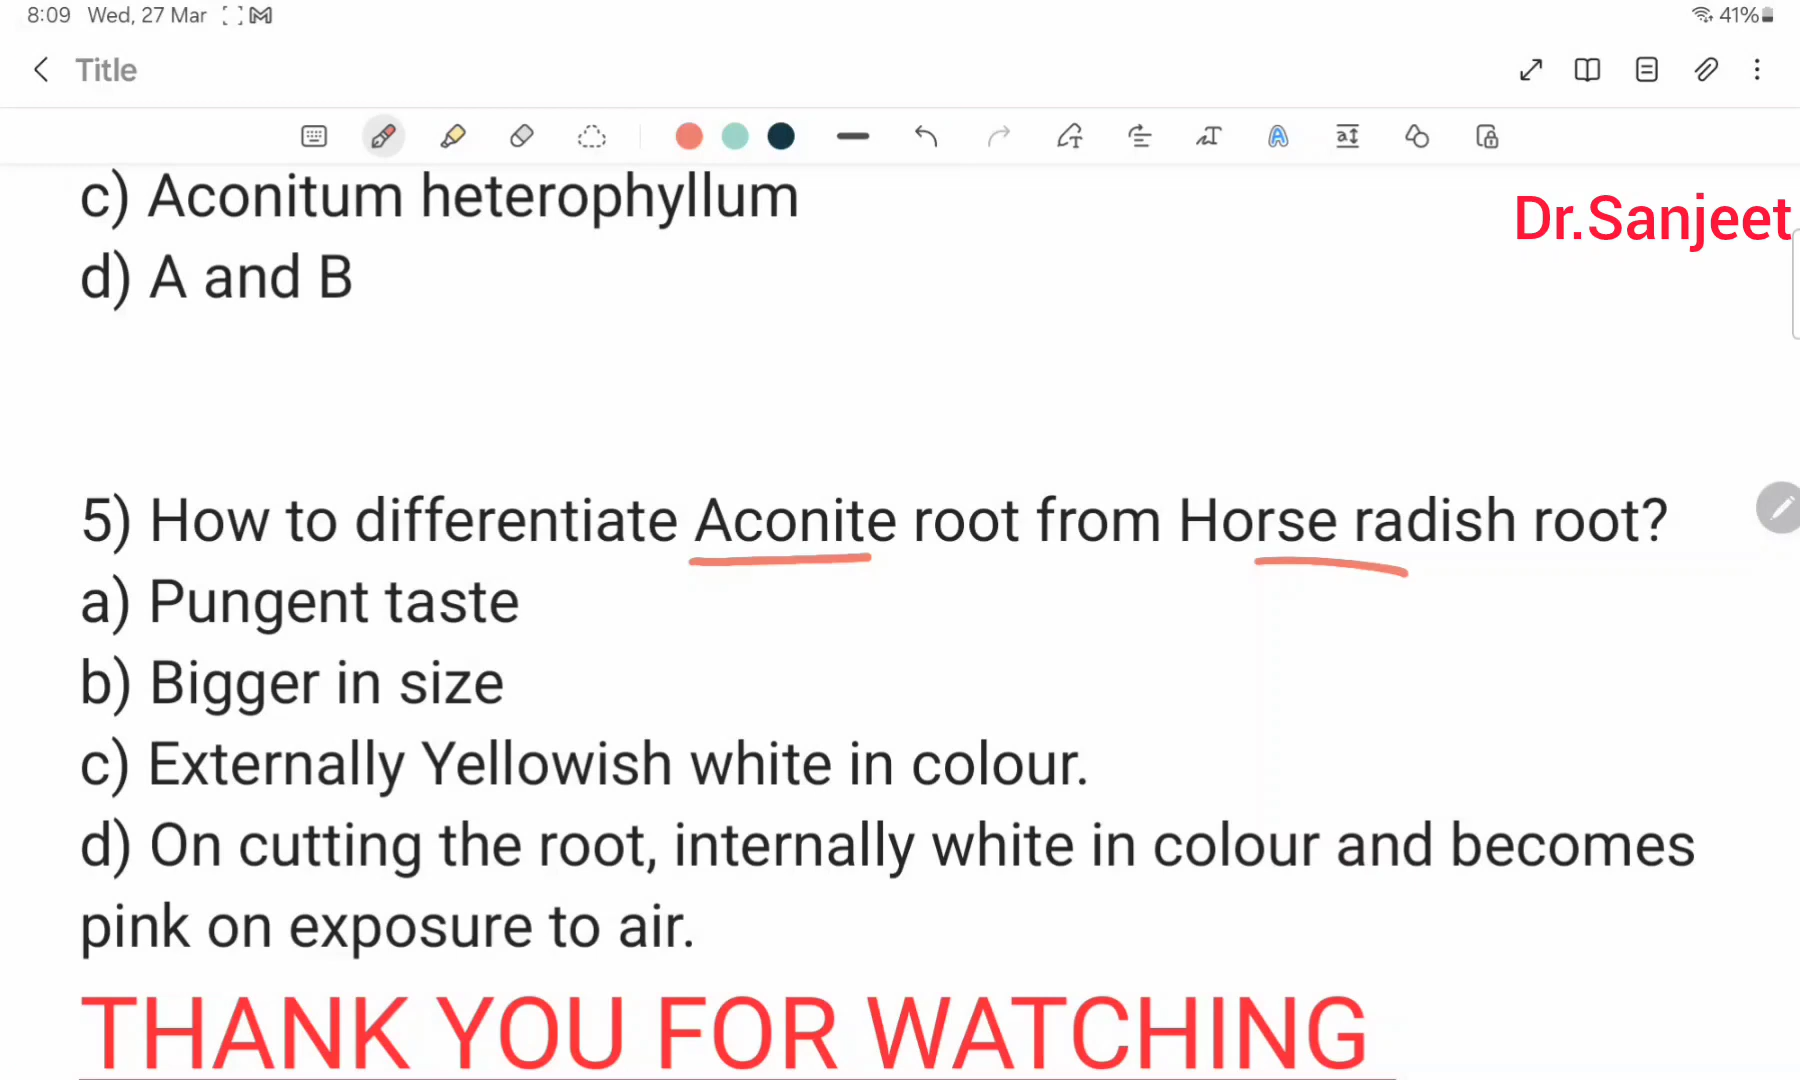 8:09 Wed, 27 Mar 41%
Title
c) Aconitum heterophyllum
Dr.Sanjeet
d) A and B
5) How to differentiate Aconite root from Horse radish root?
a) Pungent taste
b) Bigger in size
c) Externally Yellowish white in colour.
d) On cutting the root, internally white in colour and becomes
pink on exposure to air.
THANK YOU FOR WATCHING